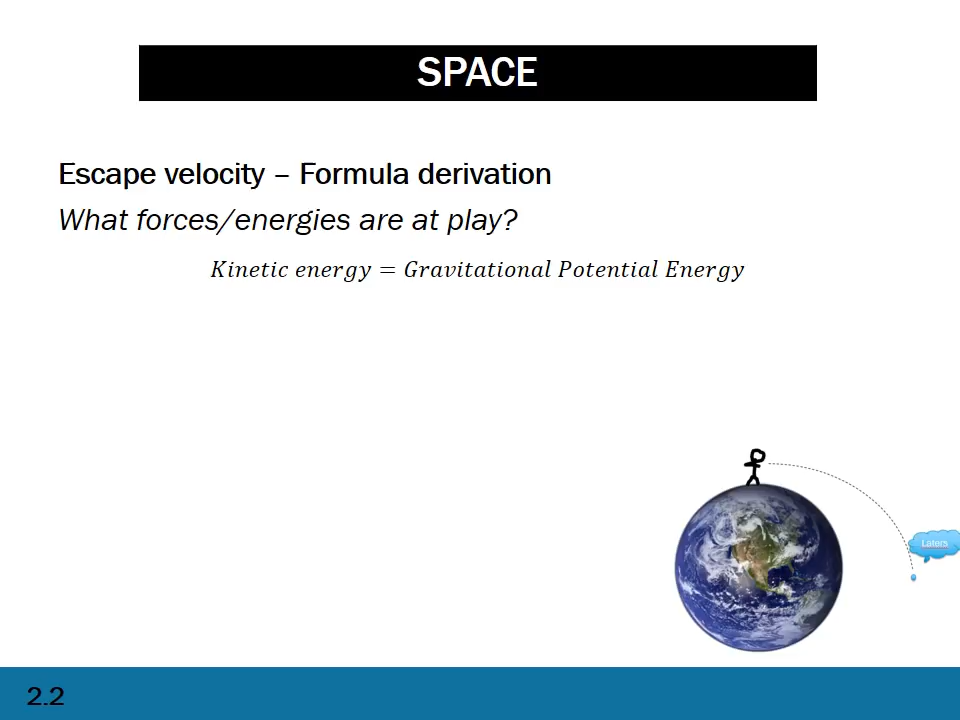 SPACE
Escape velocity – Formula derivation
What forces/energies are at play?
Kinetic energy = Gravitational Potential Energy
Laters
2.2